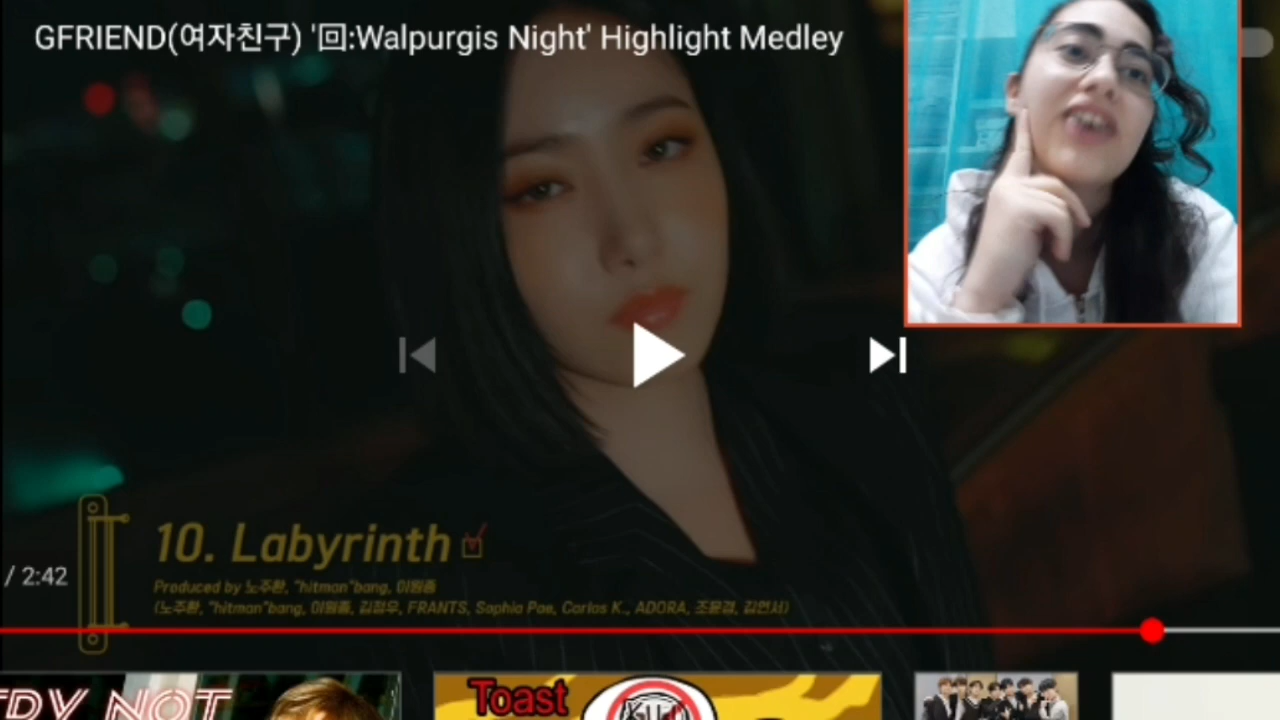 GFRIEND(여자친구) '回:Walpurgis Night' Highlight Medley
10. Labyrinth
/ 2:42
Produced by 노주환, "hitman"bang, 이원종
(노주환, "hitman"bang, 이원종, 김정우, FRANTS, Sophia Pae, Carlos K., ADORA, 조윤경, 김연서)
TRY NOT
Toast